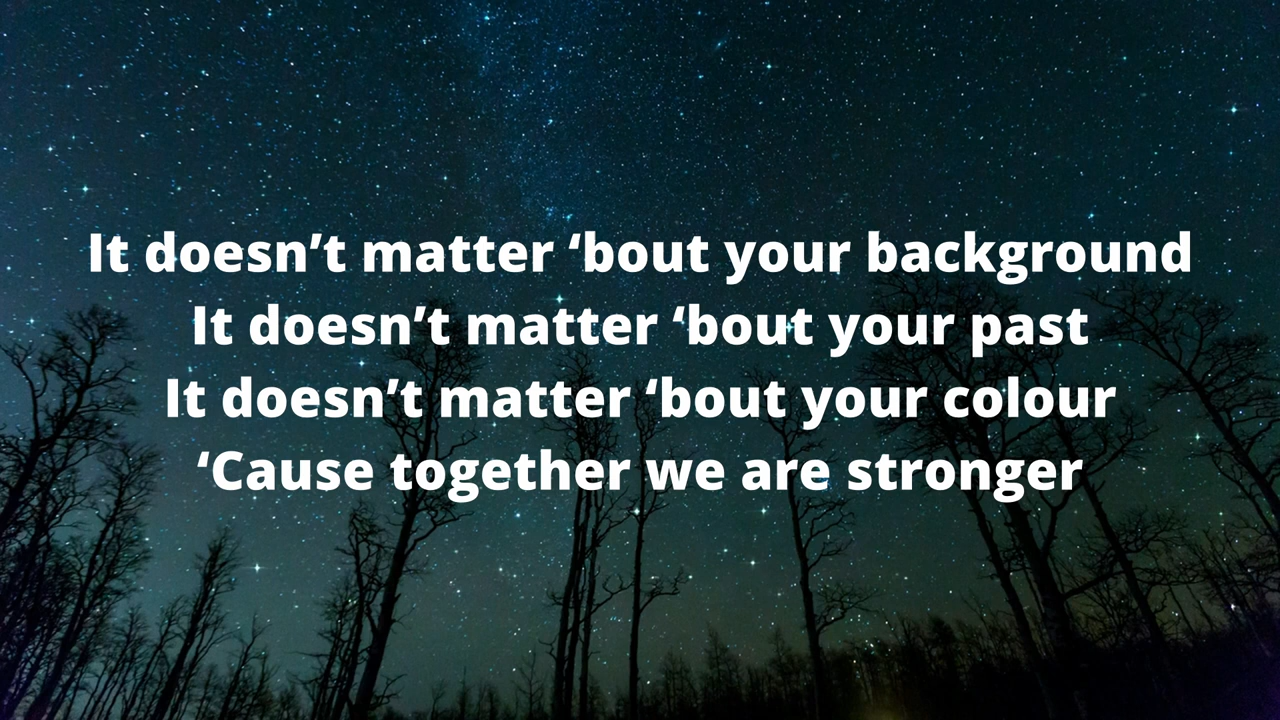 It doesn’t matter ‘bout your background
It doesn’t matter ‘bout your past
It doesn’t matter ‘bout your colour
‘Cause together we are stronger